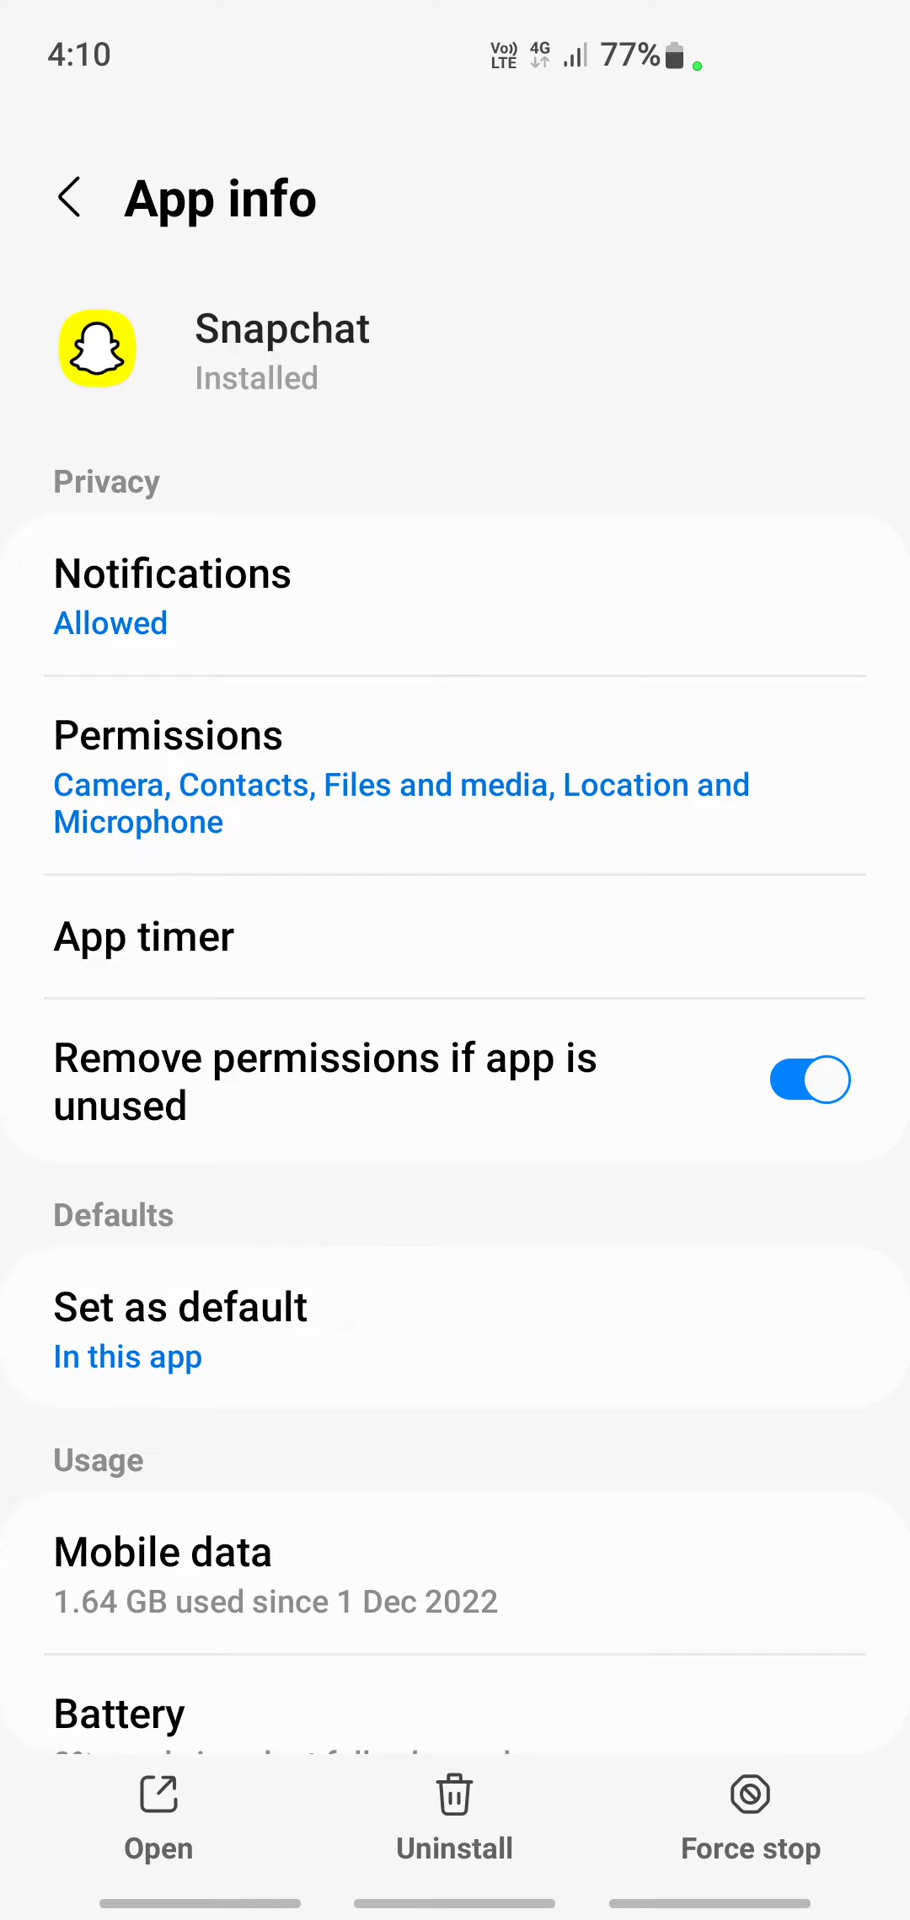 4:10
Vo)) 4G 77%
LTE
App info
Snapchat
Installed
Privacy
Notifications
Allowed
Permissions
Camera, Contacts, Files and media, Location and
Microphone
App timer
Remove permissions if app is
unused
Defaults
Set as default
In this app
Usage
Mobile data
1.64 GB used since 1 Dec 2022
Battery
Open Uninstall Force stop